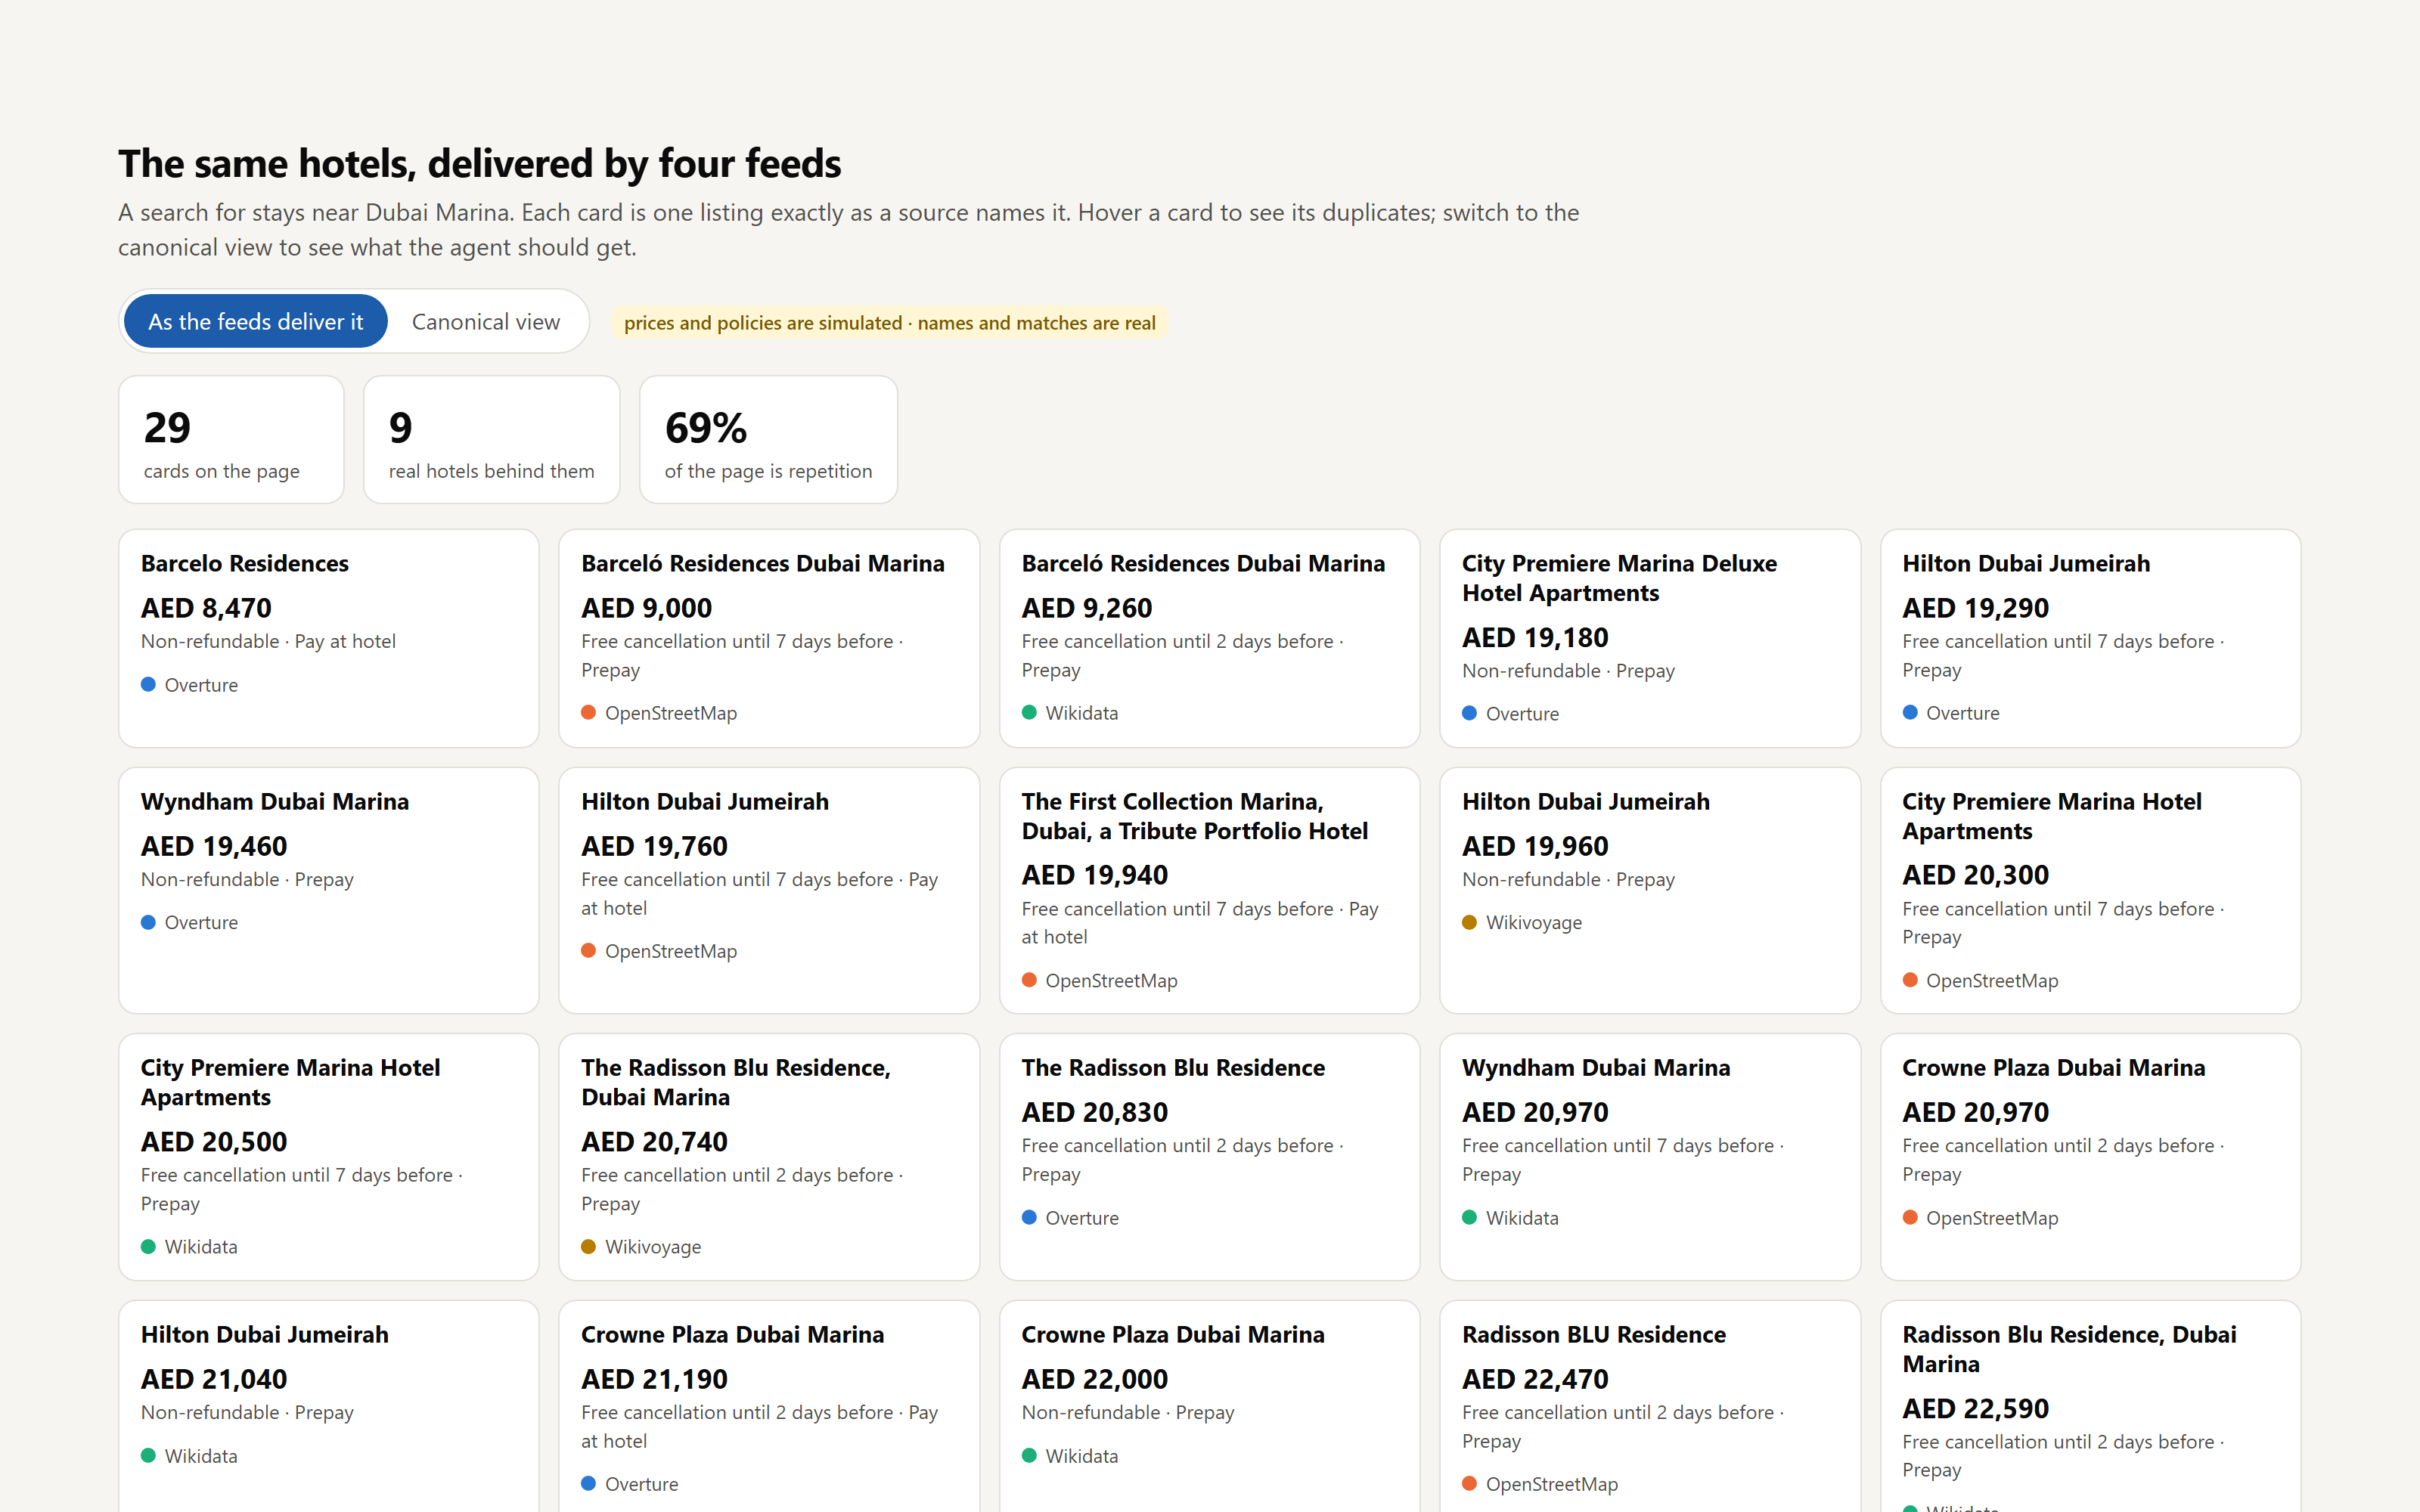 The same hotels, delivered by four feeds
A search for stays near Dubai Marina. Each card is one listing exactly as a source names it. Hover a card to see its duplicates; switch to the
canonical view to see what the agent should get.
As the feeds deliver it
Canonical view
prices and policies are simulated · names and matches are real
29
cards on the page
9
real hotels behind them
69%
of the page is repetition
Barcelo Residences
AED 8,470
Non-refundable · Pay at hotel
Overture
Barceló Residences Dubai Marina
AED 9,000
Free cancellation until 7 days before ·
Prepay
OpenStreetMap
Barceló Residences Dubai Marina
AED 9,260
Free cancellation until 2 days before ·
Prepay
Wikidata
City Premiere Marina Deluxe
Hotel Apartments
AED 19,180
Non-refundable · Prepay
Overture
Hilton Dubai Jumeirah
AED 19,290
Free cancellation until 7 days before ·
Prepay
Overture
Wyndham Dubai Marina
AED 19,460
Non-refundable · Prepay
Overture
Hilton Dubai Jumeirah
AED 19,760
Free cancellation until 7 days before · Pay
at hotel
OpenStreetMap
The First Collection Marina,
Dubai, a Tribute Portfolio Hotel
AED 19,940
Free cancellation until 7 days before · Pay
at hotel
OpenStreetMap
Hilton Dubai Jumeirah
AED 19,960
Non-refundable · Prepay
Wikivoyage
City Premiere Marina Hotel
Apartments
AED 20,300
Free cancellation until 7 days before ·
Prepay
OpenStreetMap
City Premiere Marina Hotel
Apartments
AED 20,500
Free cancellation until 7 days before ·
Prepay
Wikidata
The Radisson Blu Residence,
Dubai Marina
AED 20,740
Free cancellation until 2 days before ·
Prepay
Wikivoyage
The Radisson Blu Residence
AED 20,830
Free cancellation until 2 days before ·
Prepay
Overture
Wyndham Dubai Marina
AED 20,970
Free cancellation until 7 days before ·
Prepay
Wikidata
Crowne Plaza Dubai Marina
AED 20,970
Free cancellation until 2 days before ·
Prepay
OpenStreetMap
Hilton Dubai Jumeirah
AED 21,040
Non-refundable · Prepay
Wikidata
Crowne Plaza Dubai Marina
AED 21,190
Free cancellation until 2 days before · Pay
at hotel
Overture
Crowne Plaza Dubai Marina
AED 22,000
Non-refundable · Prepay
Wikidata
Radisson BLU Residence
AED 22,470
Free cancellation until 2 days before ·
Prepay
OpenStreetMap
Radisson Blu Residence, Dubai
Marina
AED 22,590
Free cancellation until 2 days before ·
Prepay